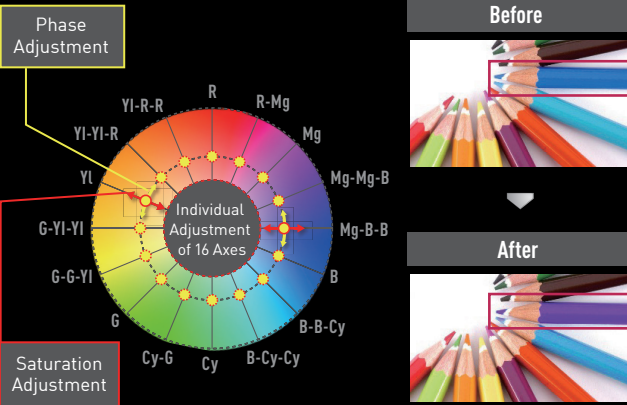 Phase
Adjustment
R
R-Mg
Mg
Mg-Mg-B
Mg-B-B
B
B-B-Cy
B-Cy-Cy
Cy
Cy-G
G
G-G-Yl
G-Yl-Yl
Yl
Yl-Yl-R
Yl-R-R
Individual
Adjustment
of 16 Axes
Saturation
Adjustment
Before
After